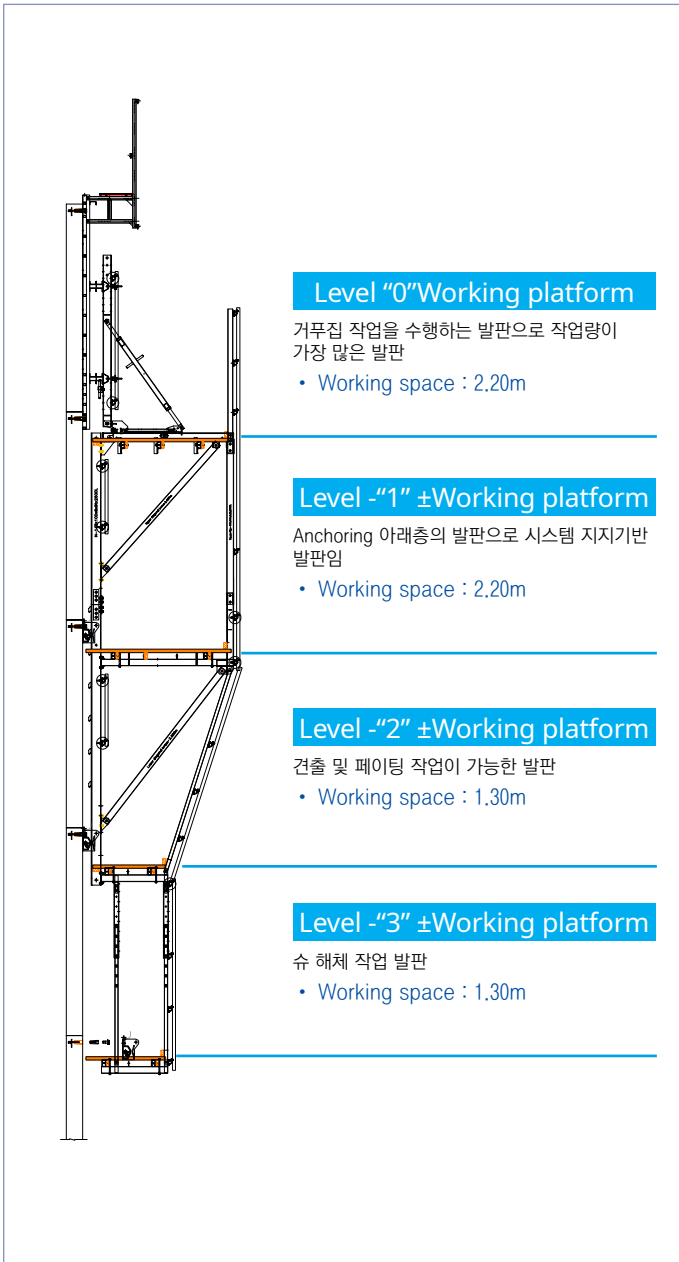 Level “0”Working platform
거푸집 작업을 수행하는 발판으로 작업량이
가장 많은 발판
• Working space : 2.20m
Level -“1” ±Working platform
Anchoring 아래층의 발판으로 시스템 지지기반
발판임
• Working space : 2.20m
Level -“2” ±Working platform
견출 및 페이팅 작업이 가능한 발판
• Working space : 1.30m
Level -“3” ±Working platform
슈 해체 작업 발판
• Working space : 1.30m